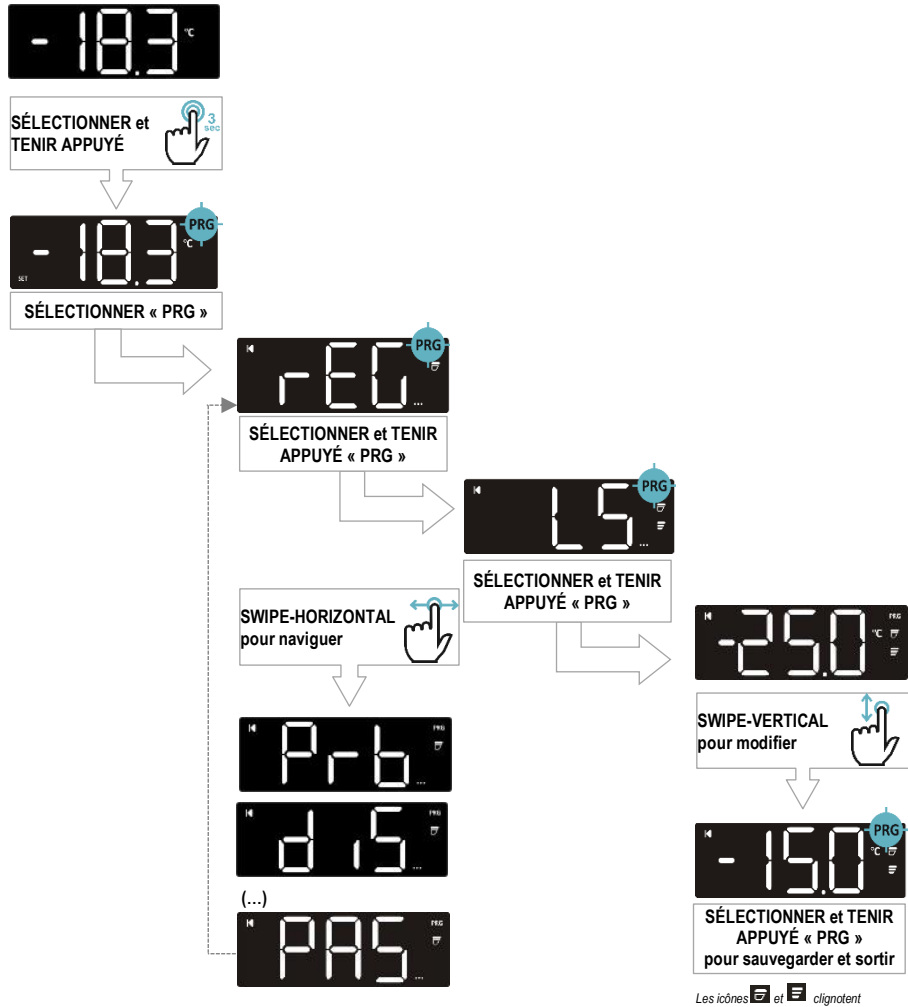 -18.3 °C
SÉLECTIONNER et
TENIR APPUYÉ
3
sec
-18.3 °C
PRG
SET
SÉLECTIONNER « PRG »
rEG...
PRG
SÉLECTIONNER et TENIR
APPUYÉ « PRG »
LS...
PRG
SÉLECTIONNER et TENIR
APPUYÉ « PRG »
SWIPE-HORIZONTAL
pour naviguer
-25.0 °C
PRG
SWIPE-VERTICAL
pour modifier
Prb...
PRG
diS...
PRG
(...)
PAS...
PRG
-15.0 °C
PRG
SÉLECTIONNER et TENIR
APPUYÉ « PRG »
pour sauvegarder et sortir
Les icônes et clignotent